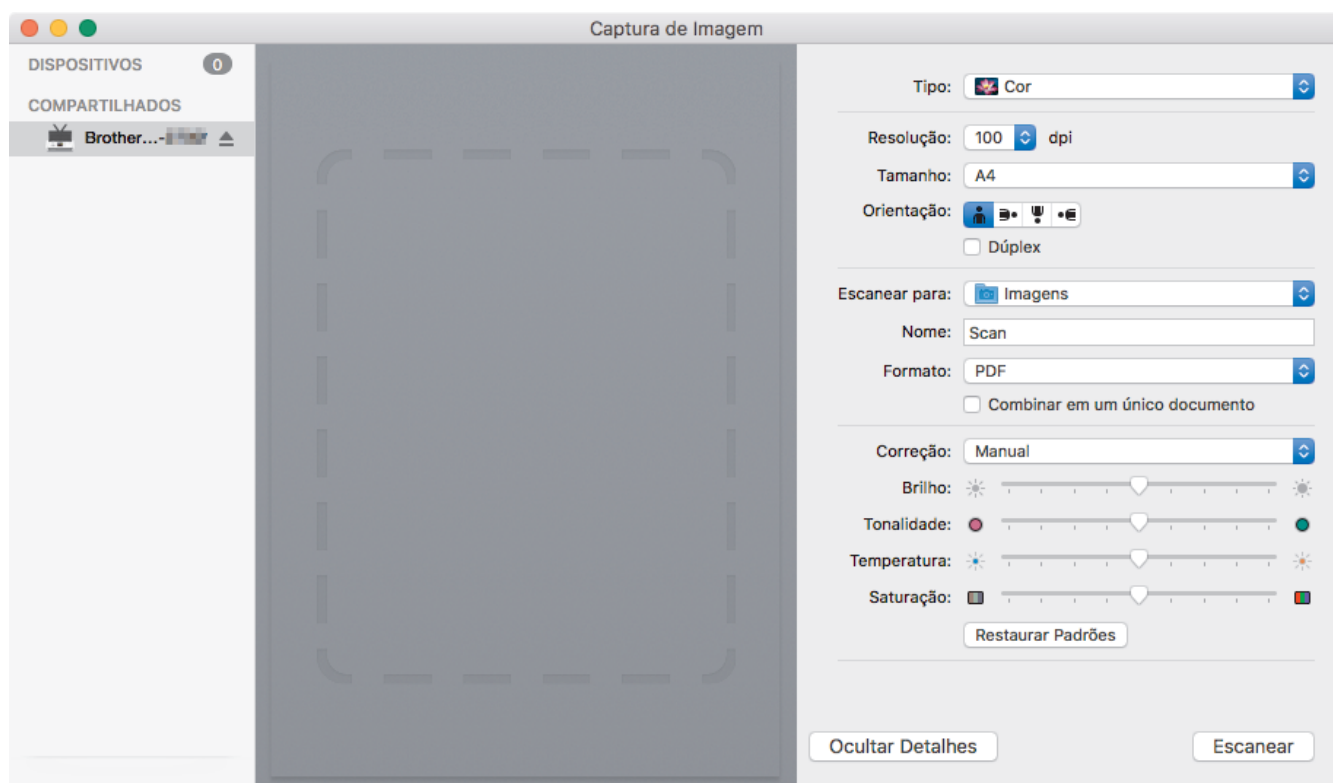 Captura de Imagem
DISPOSITIVOS 0
COMPARTILHADOS
Brother...-
Tipo: Cor
Resolução: 100 dpi
Tamanho: A4
Orientação:
Dúplex
Escanear para: Imagens
Nome: Scan
Formato: PDF
Combinar em um único documento
Correção: Manual
Brilho:
Tonalidade:
Temperatura:
Saturação:
Restaurar Padrões
Ocultar Detalhes Escanear